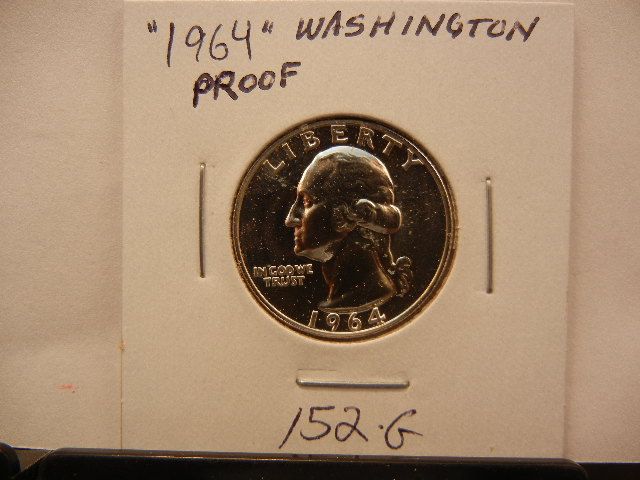 "1964" WASHINGTON
PROOF
LIBERTY
IN GOD WE
TRUST
1964
152·G